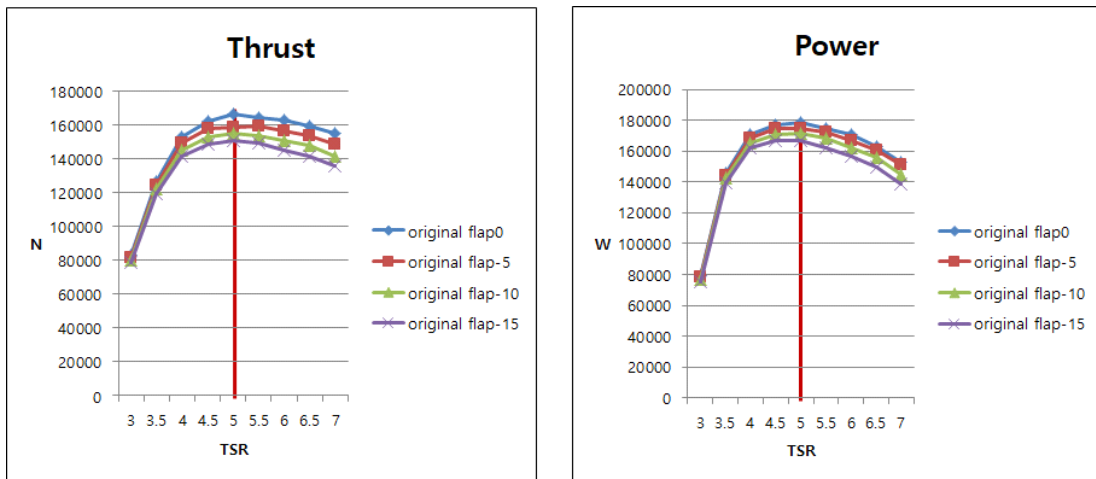 Thrust
180000
160000
140000
120000
100000
80000
60000
40000
20000
0
N
3 3.5 4 4.5 5 5.5 6 6.5 7
TSR
original flap0
original flap-5
original flap-10
original flap-15
Power
200000
180000
160000
140000
120000
100000
80000
60000
40000
20000
0
W
3 3.5 4 4.5 5 5.5 6 6.5 7
TSR
original flap0
original flap-5
original flap-10
original flap-15